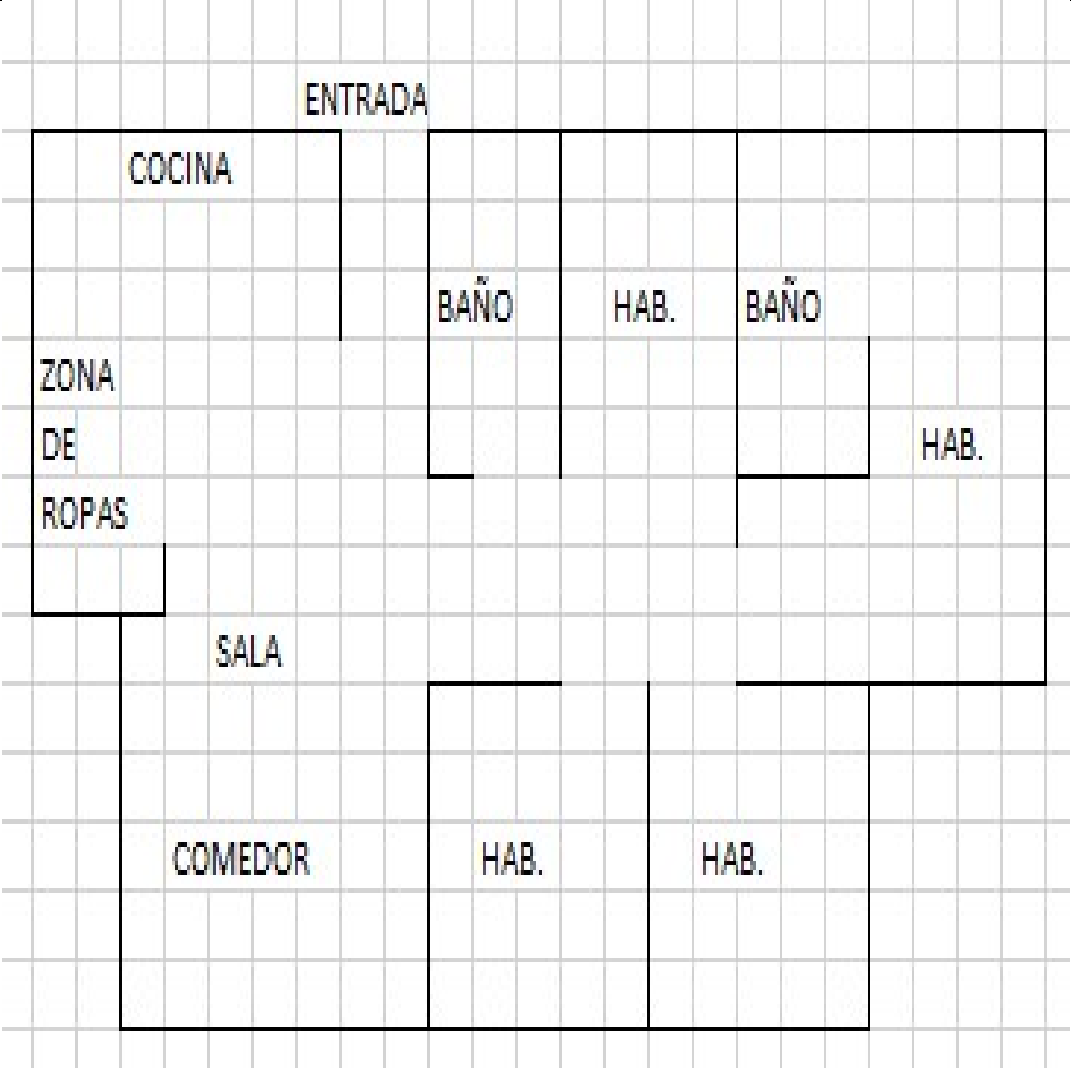 ENTRADA
COCINA
BAÑO
HAB.
BAÑO
ZONA
DE
HAB.
ROPAS
SALA
COMEDOR
HAB.
HAB.